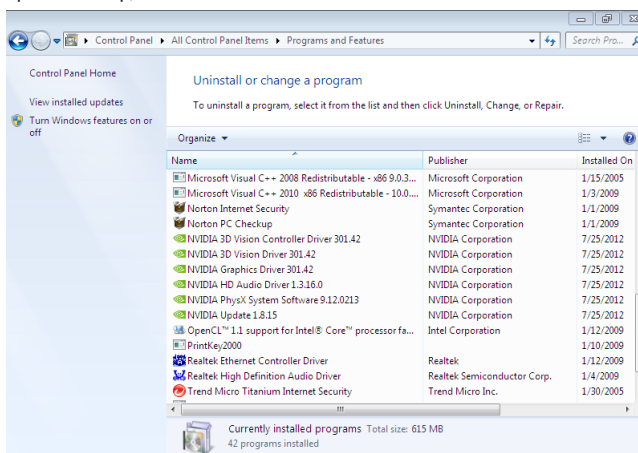 Control Panel ▸ All Control Panel Items ▸ Programs and Features
Search Pro...
Control Panel Home
View installed updates
Turn Windows features on or off
Uninstall or change a program
To uninstall a program, select it from the list and then click Uninstall, Change, or Repair.
Organize
Name Publisher Installed On
Microsoft Visual C++ 2008 Redistributable - x86 9.0.3... Microsoft Corporation 1/15/2005
Microsoft Visual C++ 2010 x86 Redistributable - 10.0.... Microsoft Corporation 1/3/2009
Norton Internet Security Symantec Corporation 1/1/2009
Norton PC Checkup Symantec Corporation 1/1/2009
NVIDIA 3D Vision Controller Driver 301.42 NVIDIA Corporation 7/25/2012
NVIDIA 3D Vision Driver 301.42 NVIDIA Corporation 7/25/2012
NVIDIA Graphics Driver 301.42 NVIDIA Corporation 7/25/2012
NVIDIA HD Audio Driver 1.3.16.0 NVIDIA Corporation 7/25/2012
NVIDIA PhysX System Software 9.12.0213 NVIDIA Corporation 7/25/2012
NVIDIA Update 1.8.15 NVIDIA Corporation 7/25/2012
OpenCL™ 1.1 support for Intel® Core™ processor fa... Intel Corporation 1/12/2009
PrintKey2000 1/10/2009
Realtek Ethernet Controller Driver Realtek 1/12/2009
Realtek High Definition Audio Driver Realtek Semiconductor Corp. 1/4/2009
Trend Micro Titanium Internet Security Trend Micro Inc. 1/30/2005
Currently installed programs Total size: 615 MB
42 programs installed